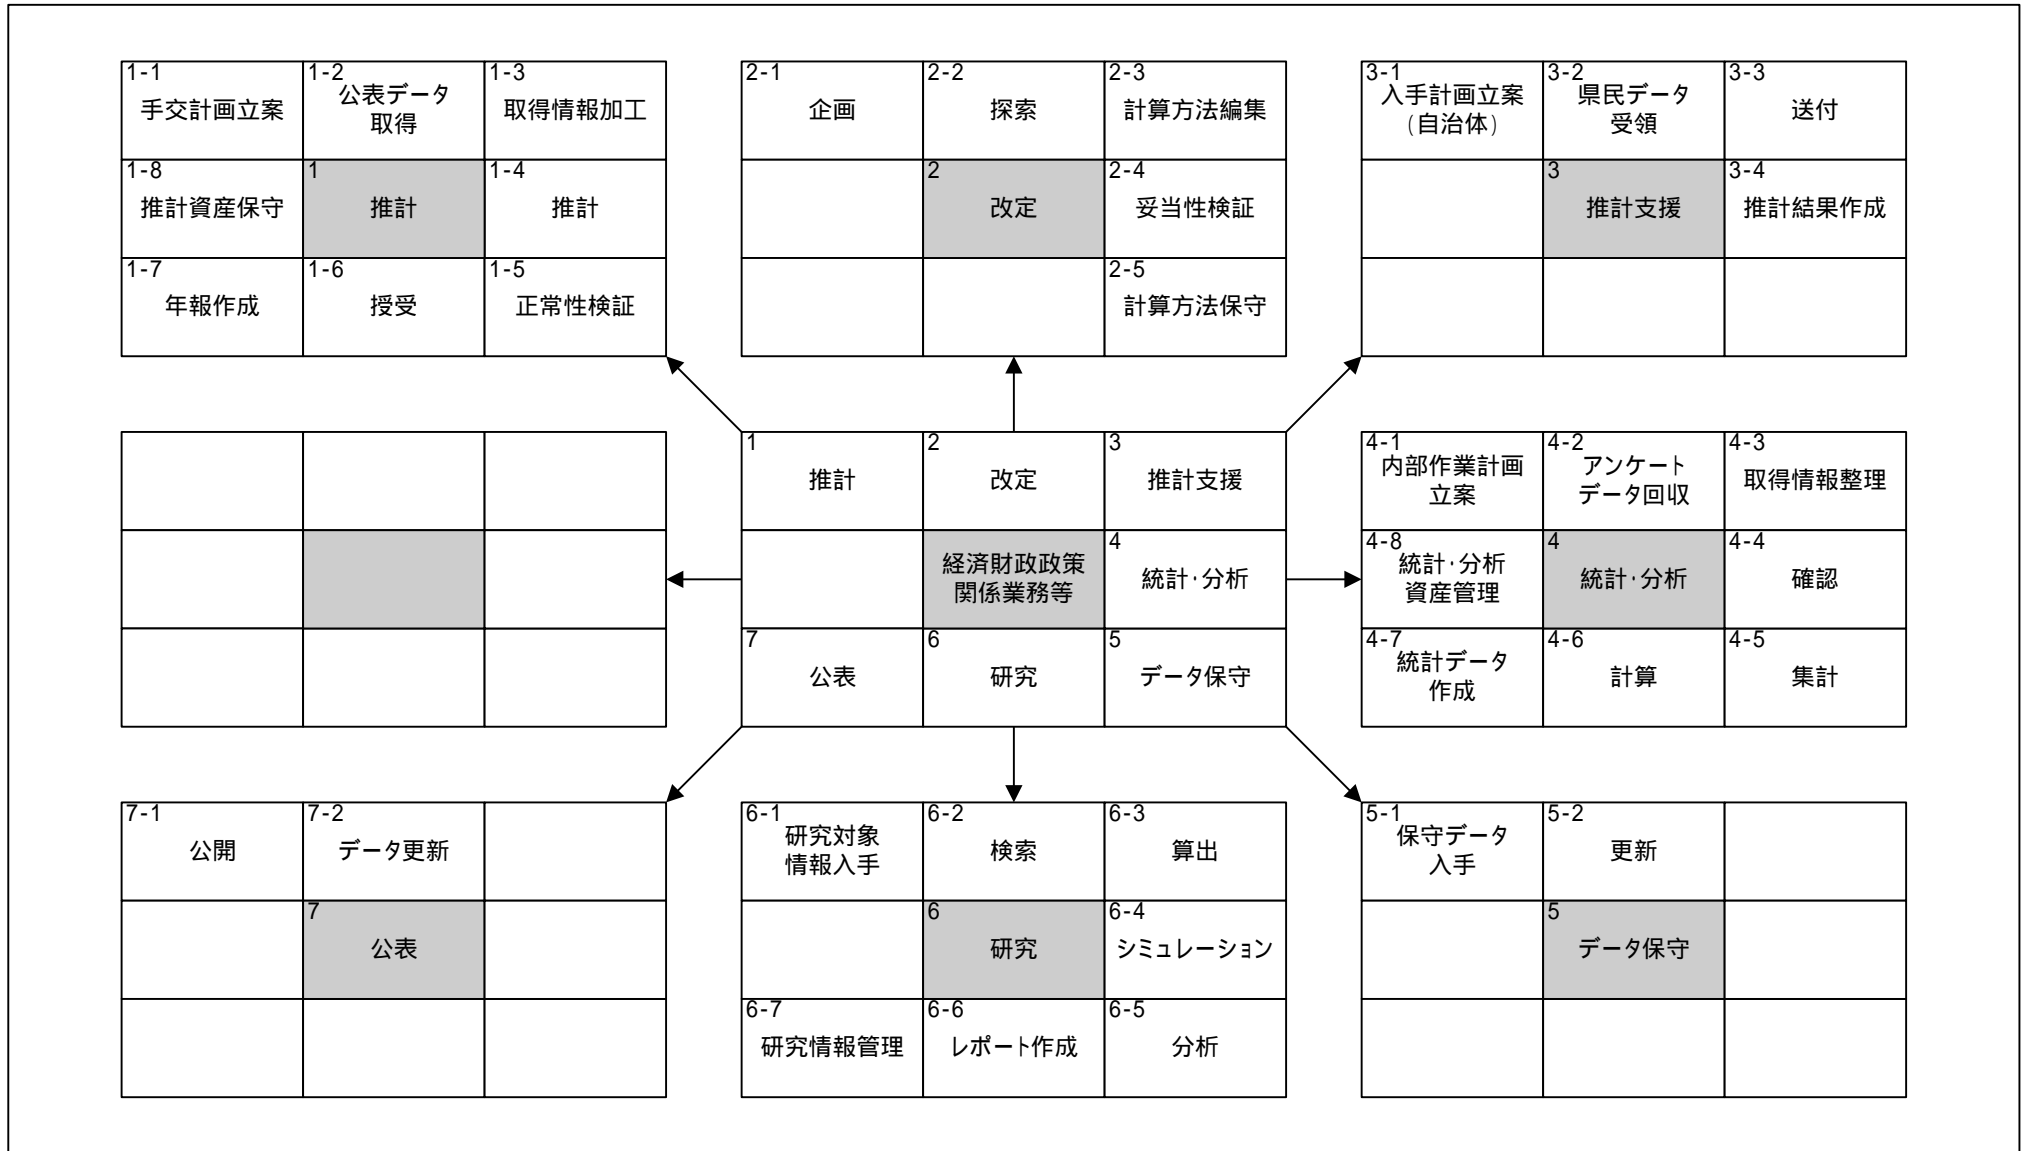 1-1
手交計画立案
1-2
公表データ
取得
1-3
取得情報加工
1-8
推計資産保守
1
推計
1-4
推計
1-7
年報作成
1-6
授受
1-5
正常性検証
2-1
企画
2-2
探索
2-3
計算方法編集
2
改定
2-4
妥当性検証
2-5
計算方法保守
3-1
入手計画立案
(自治体)
3-2
県民データ
受領
3-3
送付
3
推計支援
3-4
推計結果作成
1
推計
2
改定
3
推計支援
経済財政政策
関係業務等
4
統計・分析
7
公表
6
研究
5
データ保守
4-1
内部作業計画
立案
4-2
アンケート
データ回収
4-3
取得情報整理
4-8
統計・分析
資産管理
4
統計・分析
4-4
確認
4-7
統計データ
作成
4-6
計算
4-5
集計
7-1
公開
7-2
データ更新
7
公表
6-1
研究対象
情報入手
6-2
検索
6-3
算出
6
研究
6-4
シミュレーション
6-7
研究情報管理
6-6
レポート作成
6-5
分析
5-1
保守データ
入手
5-2
更新
5
データ保守